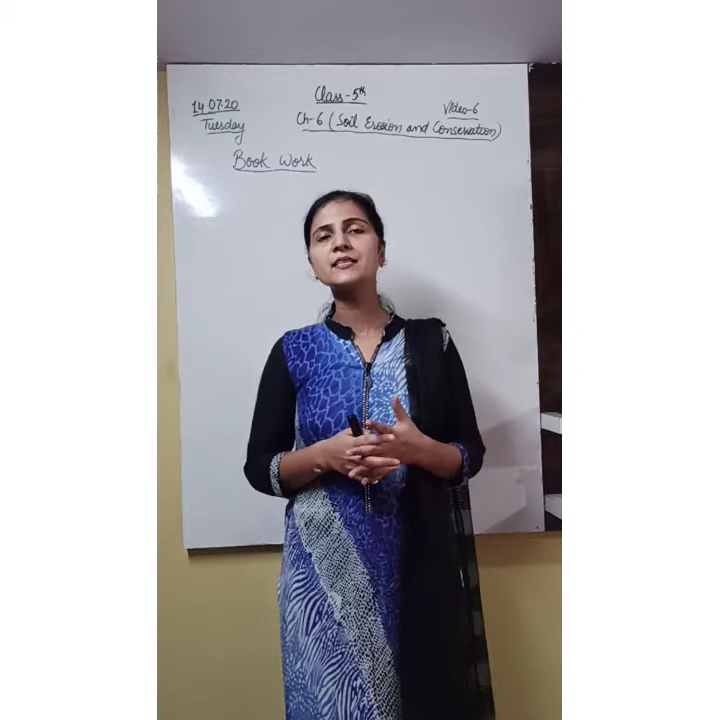 Class-5th
14.07.20 Video-6
Tuesday Ch-6 (Soil Erosion and Conservation)
Book Work